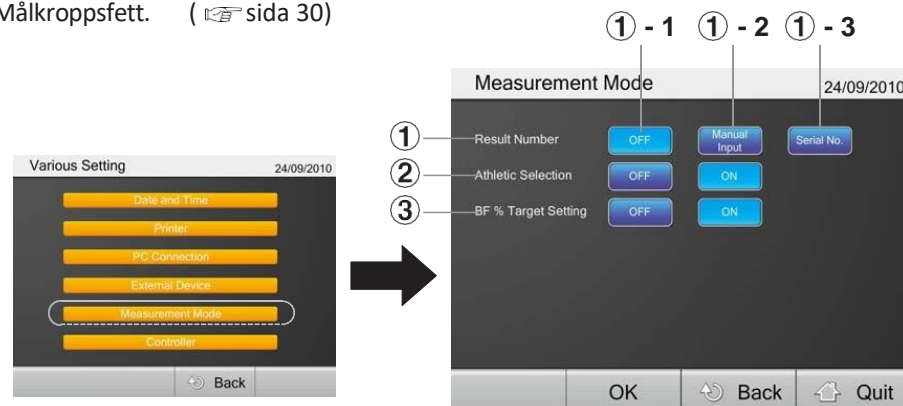 Målkroppsfett. ( ☞ sida 30)
① - 1 ① - 2 ① - 3
Various Setting 24/09/2010
Date and Time
Printer
PC Connection
External Device
Measurement Mode
Controller
Back
Measurement Mode 24/09/2010
① Result Number OFF Manual Input Serial No.
② Athletic Selection OFF ON
③ BF % Target Setting OFF ON
OK Back Quit